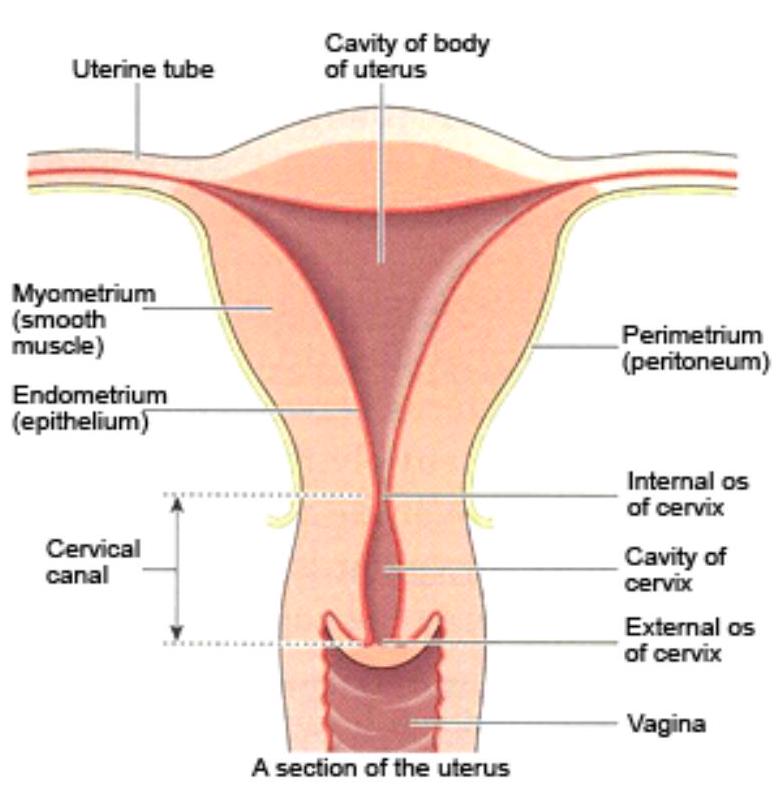 Cavity of body
of uterus
Uterine tube
Myometrium
(smooth
muscle)
Perimetrium
(peritoneum)
Endometrium
(epithelium)
Internal os
of cervix
Cervical
canal
Cavity of
cervix
External os
of cervix
Vagina
A section of the uterus